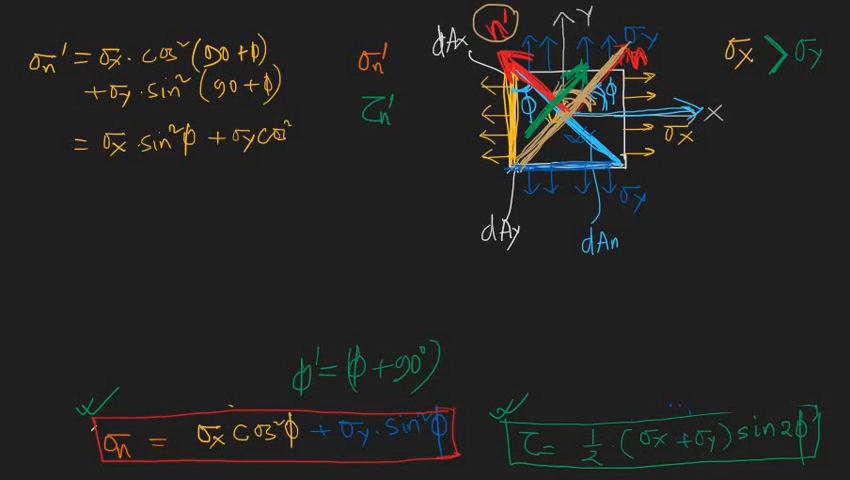 σn' = σx · cos²(90+ϕ)
+ σy · sin²(90+ϕ)
= σx · sin²ϕ + σy cos²
σn'
τn'
n'
Y
σy
n
dAx
ϕ
ϕ
X
σx
σy
dAy
dAn
σx > σy
ϕ' = (ϕ+90°)
σn = σx cos²ϕ + σy · sin²ϕ
τ = 1/2 · (σx + σy) sin2ϕ